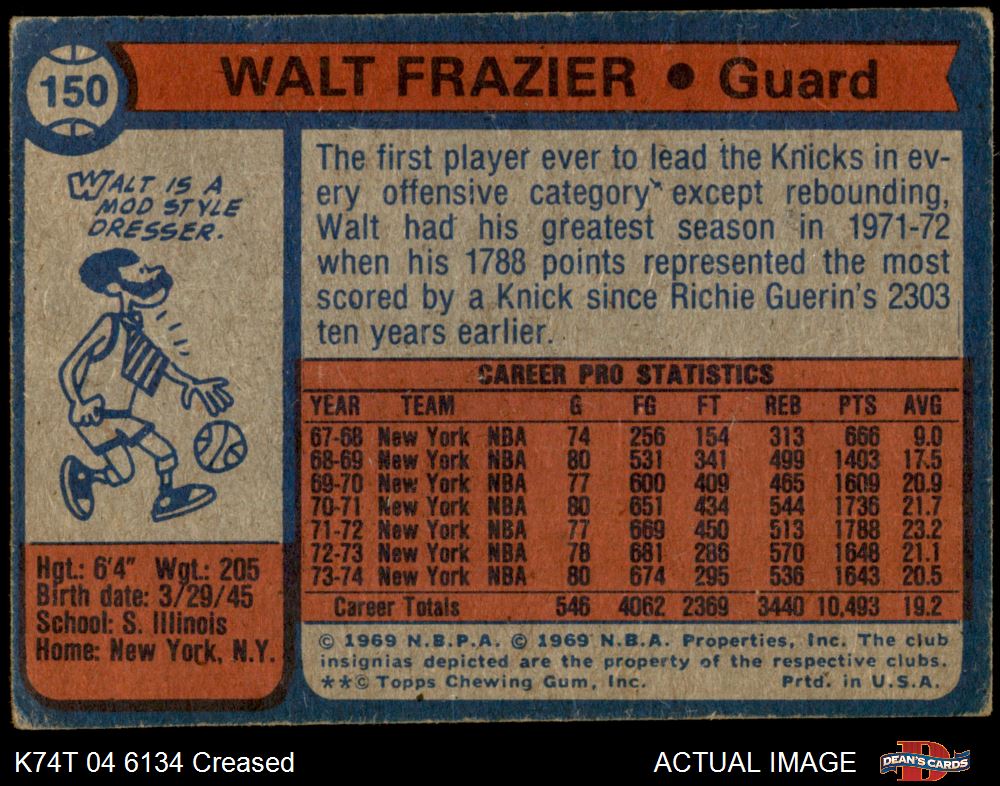 150
WALT FRAZIER • Guard
WALT IS A
MOD STYLE
DRESSER.
The first player ever to lead the Knicks in ev-
ery offensive category except rebounding,
Walt had his greatest season in 1971-72
when his 1788 points represented the most
scored by a Knick since Richie Guerin's 2303
ten years earlier.
CAREER PRO STATISTICS
YEAR TEAM G FG FT REB PTS AVG
67-68 New York NBA 74 256 154 313 666 9.0
68-69 New York NBA 80 531 341 499 1403 17.5
69-70 New York NBA 77 600 409 465 1609 20.9
70-71 New York NBA 80 651 434 544 1736 21.7
71-72 New York NBA 77 669 450 513 1788 23.2
72-73 New York NBA 78 681 286 570 1648 21.1
73-74 New York NBA 80 674 295 536 1643 20.5
Career Totals 546 4062 2369 3440 10,493 19.2
Hgt.: 6'4" Wgt.: 205
Birth date: 3/29/45
School: S. Illinois
Home: New York, N.Y.
© 1969 N.B.P.A. © 1969 N.B.A. Properties, Inc. The club
insignias depicted are the property of the respective clubs.
**© Topps Chewing Gum, Inc. Prtd. in U.S.A.
K74T 04 6134 Creased
ACTUAL IMAGE
D
DEAN'S CARDS